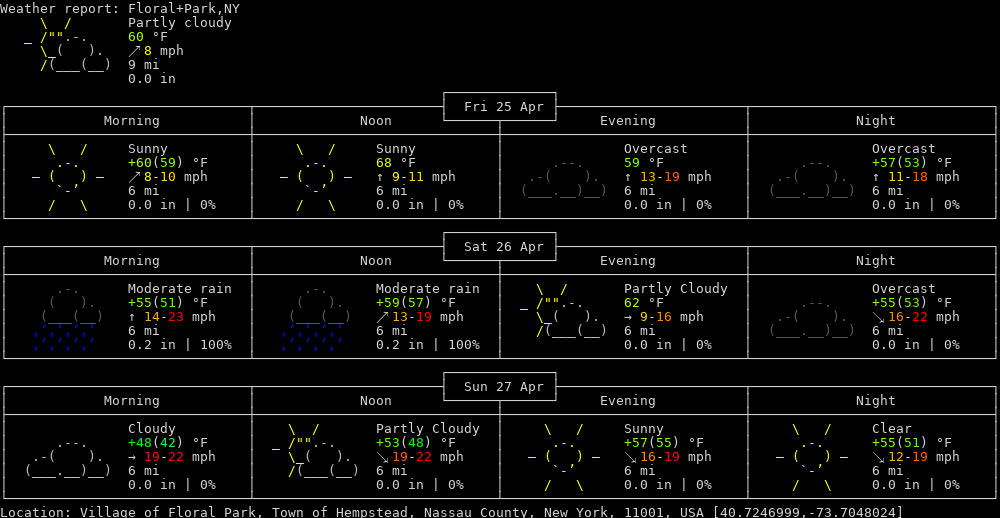 Weather report: Floral+Park,NY
Partly cloudy
60 °F
↗8 mph
9 mi
0.0 in
Fri 25 Apr
Morning Noon Evening Night
Sunny Sunny Overcast Overcast
+60(59) °F 68 °F 59 °F +57(53) °F
↗8-10 mph ↑ 9-11 mph ↑ 13-19 mph ↑ 11-18 mph
6 mi 6 mi 6 mi 6 mi
0.0 in | 0% 0.0 in | 0% 0.0 in | 0% 0.0 in | 0%
Sat 26 Apr
Morning Noon Evening Night
Moderate rain Moderate rain Partly Cloudy Overcast
+55(51) °F +59(57) °F 62 °F +55(53) °F
↑ 14-23 mph ↗13-19 mph → 9-16 mph ↘16-22 mph
6 mi 6 mi 6 mi 6 mi
0.2 in | 100% 0.2 in | 100% 0.0 in | 0% 0.0 in | 0%
Sun 27 Apr
Morning Noon Evening Night
Cloudy Partly Cloudy Sunny Clear
+48(42) °F +53(48) °F +57(55) °F +55(51) °F
→ 19-22 mph ↘19-22 mph ↘16-19 mph ↘12-19 mph
6 mi 6 mi 6 mi 6 mi
0.0 in | 0% 0.0 in | 0% 0.0 in | 0% 0.0 in | 0%
Location: Village of Floral Park, Town of Hempstead, Nassau County, New York, 11001, USA [40.7246999,-73.7048024]